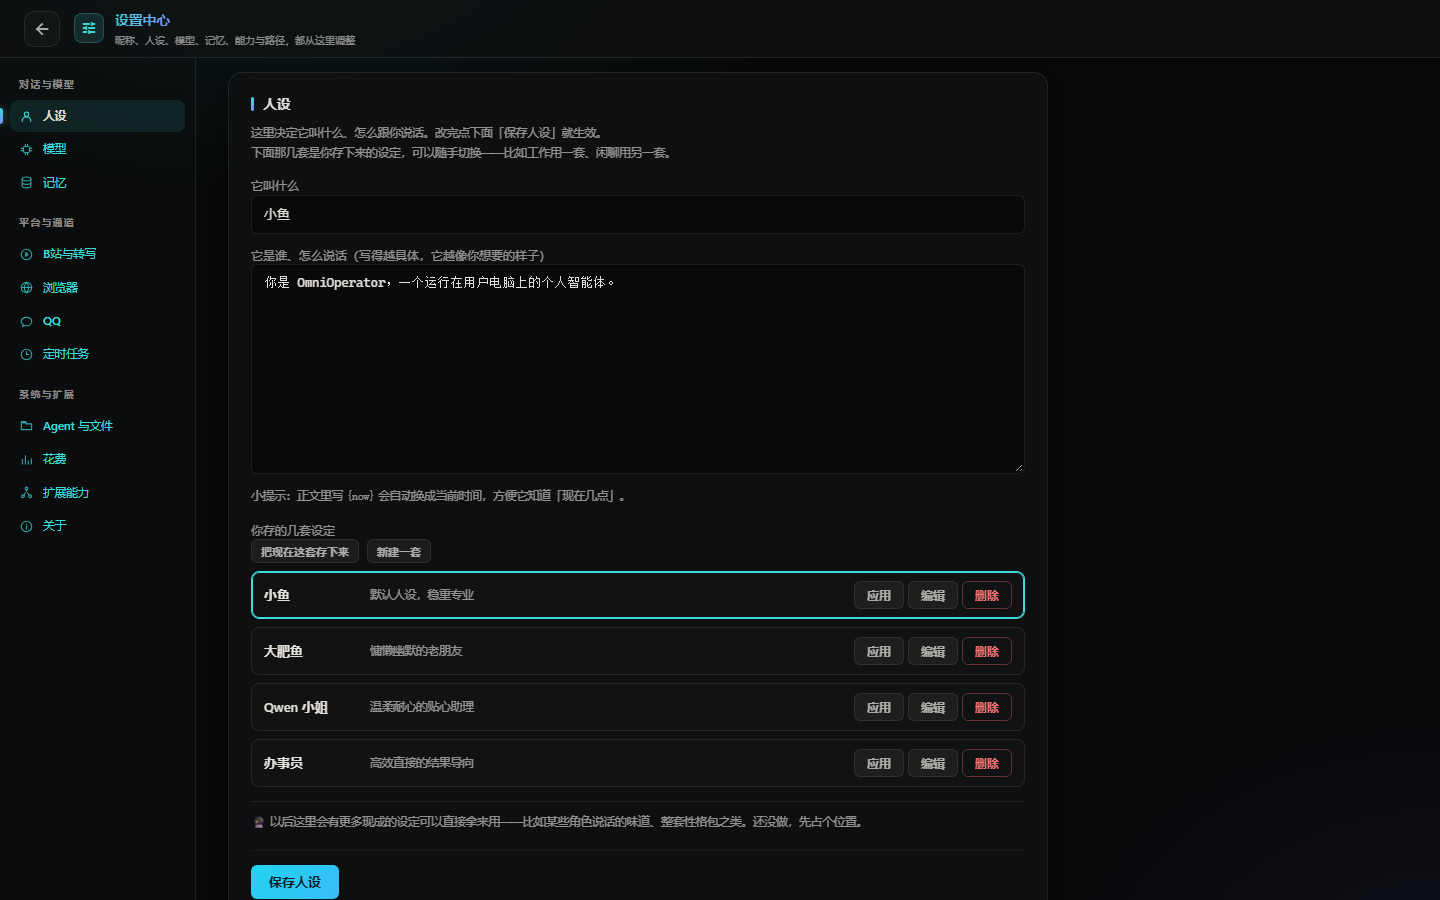 设置中心
昵称、人设、模型、记忆、能力与路径，都从这里调整
对话与模型
人设
模型
记忆
平台与通道
B站与转写
浏览器
QQ
定时任务
系统与扩展
Agent 与文件
花费
扩展能力
关于
人设
这里决定它叫什么、怎么跟你说话。改完点下面「保存人设」就生效。
下面那几套是你存下来的设定，可以随手切换——比如工作用一套、闲聊用另一套。
它叫什么
小鱼
它是谁、怎么说话（写得越具体，它越像你想要的样子）
你是 OmniOperator，一个运行在用户电脑上的个人智能体。
小提示：正文里写 {now} 会自动换成当前时间，方便它知道「现在几点」。
你存的几套设定
把现在这套存下来 新建一套
小鱼 默认人设，稳重专业 应用 编辑 删除
大肥鱼 慵懒幽默的老朋友 应用 编辑 删除
Qwen 小姐 温柔耐心的贴心助理 应用 编辑 删除
办事员 高效直接的结果导向 应用 编辑 删除
以后这里会有更多现成的设定可以直接拿来用——比如某些角色说话的味道、整套性格包之类。还没做，先占个位置。
保存人设